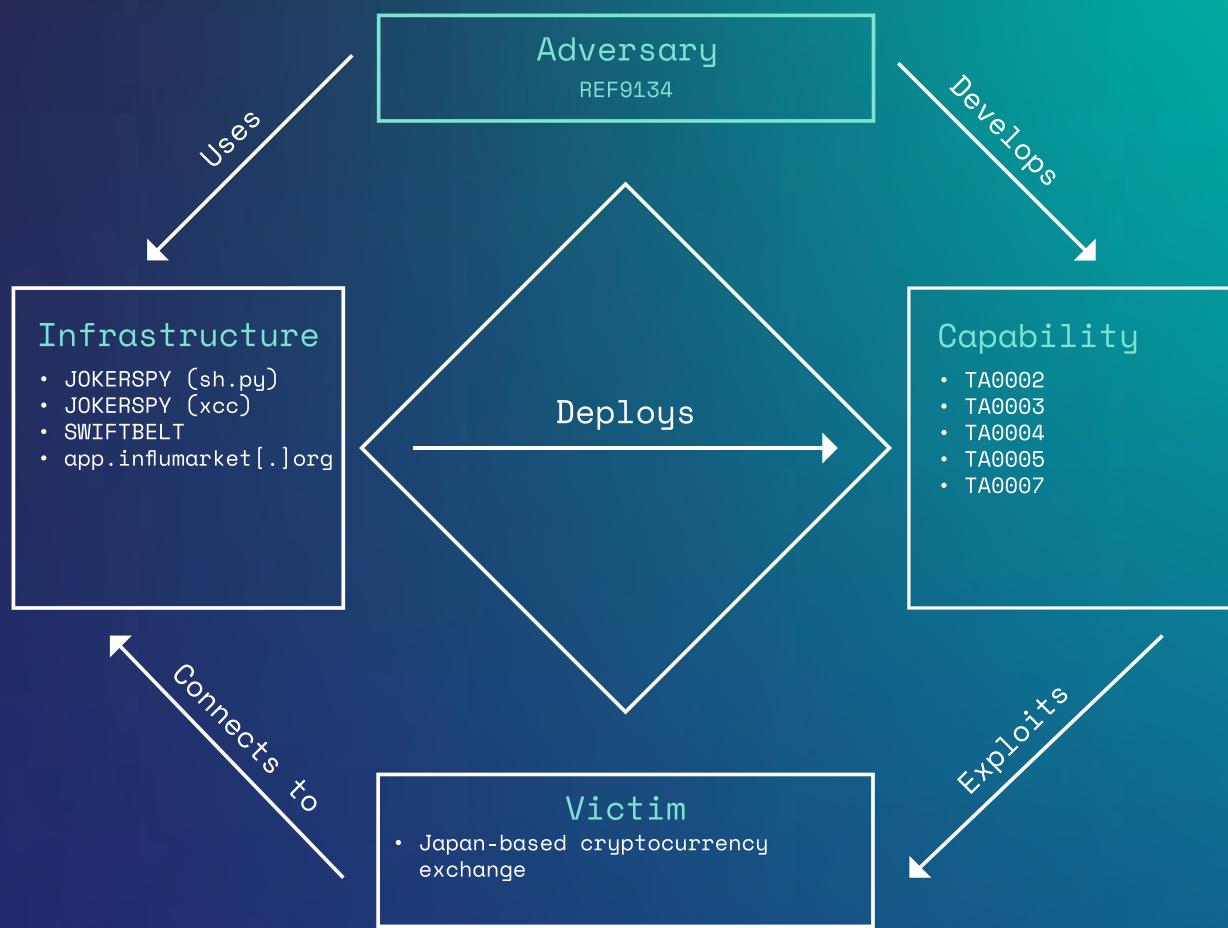 Adversary
REF9134
Uses
Develops
Infrastructure
• JOKERSPY (sh.py)
• JOKERSPY (xcc)
• SWIFTBELT
• app.influmarket[.]org
Deploys
Capability
• TA0002
• TA0003
• TA0004
• TA0005
• TA0007
Connects to
Exploits
Victim
• Japan-based cryptocurrency
exchange